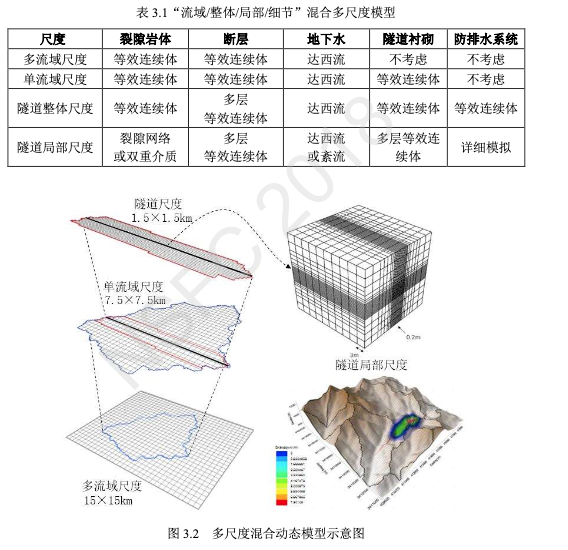 表 3.1“流域/整体/局部/细节”混合多尺度模型
尺度 裂隙岩体 断层 地下水 隧道衬砌 防排水系统
多流域尺度 等效连续体 等效连续体 达西流 不考虑 不考虑
单流域尺度 等效连续体 等效连续体 达西流 等效连续体 不考虑
隧道整体尺度 等效连续体 多层
等效连续体 达西流 等效连续体 等效连续体
隧道局部尺度 裂隙网络
或双重介质 多层
等效连续体 达西流
或紊流 多层等效连
续体 详细模拟
隧道尺度
1.5×1.5km
单流域尺度
7.5×7.5km
多流域尺度
15×15km
0.2m
3m
隧道局部尺度
2018
图 3.2 多尺度混合动态模型示意图